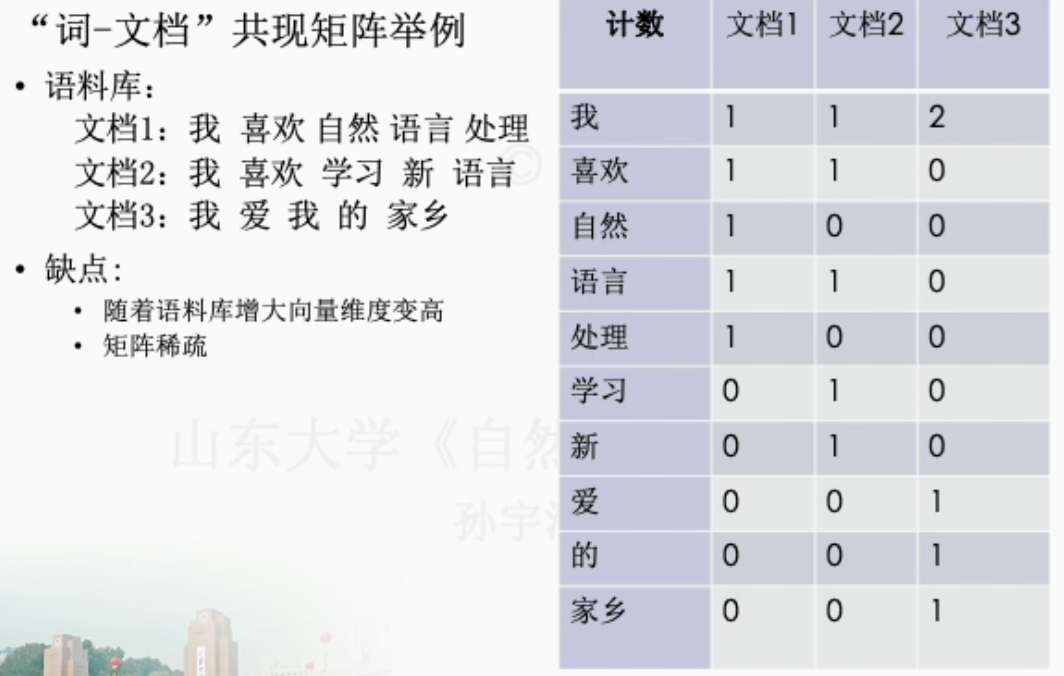 “词-文档”共现矩阵举例
• 语料库：
文档1：我 喜欢 自然 语言 处理
文档2：我 喜欢 学习 新 语言
文档3：我 爱 我 的 家乡
• 缺点：
• 随着语料库增大向量维度变高
• 矩阵稀疏
计数 文档1 文档2 文档3
我 1 1 2
喜欢 1 1 0
自然 1 0 0
语言 1 1 0
处理 1 0 0
学习 0 1 0
新 0 1 0
爱 0 0 1
的 0 0 1
家乡 0 0 1
©
山东大学《自然
孙宇